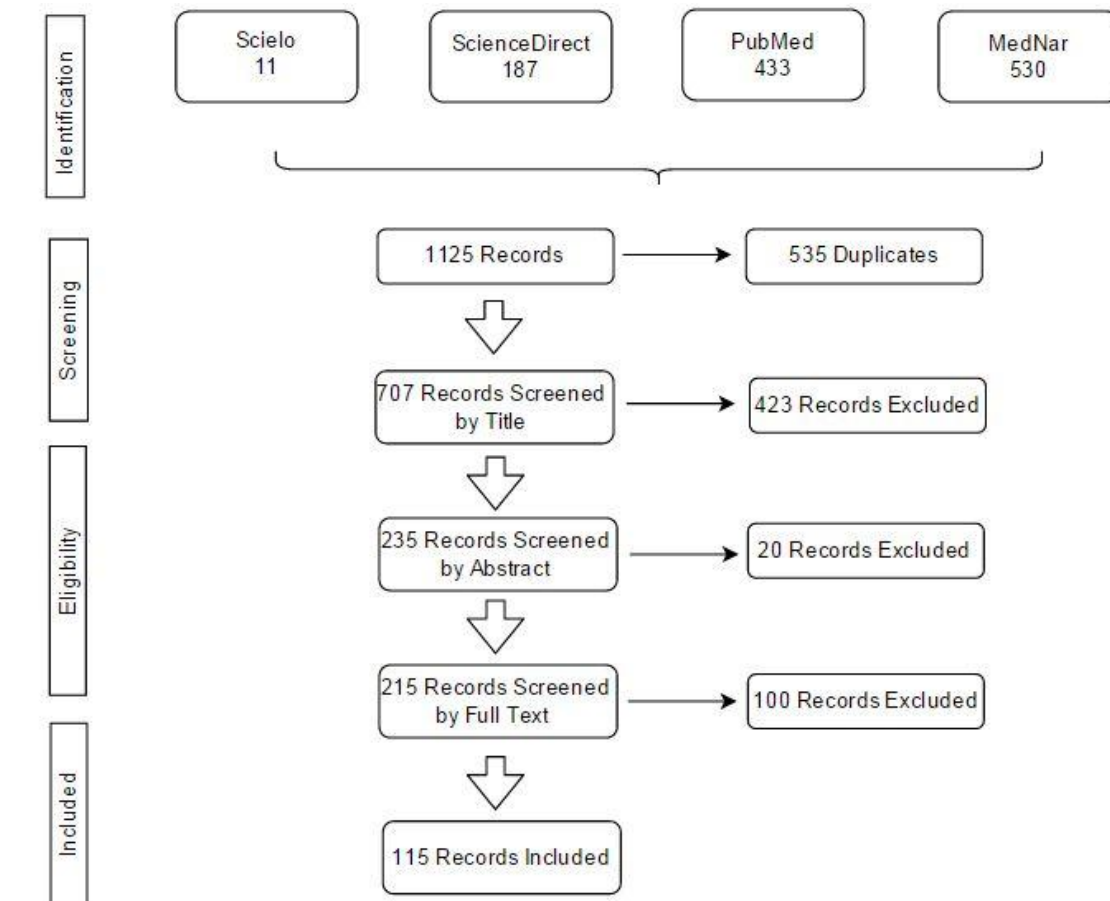 Identification
Scielo
11
ScienceDirect
187
PubMed
433
MedNar
530
Screening
1125 Records
535 Duplicates
707 Records Screened
by Title
423 Records Excluded
Eligibility
235 Records Screened
by Abstract
20 Records Excluded
215 Records Screened
by Full Text
100 Records Excluded
Included
115 Records Included